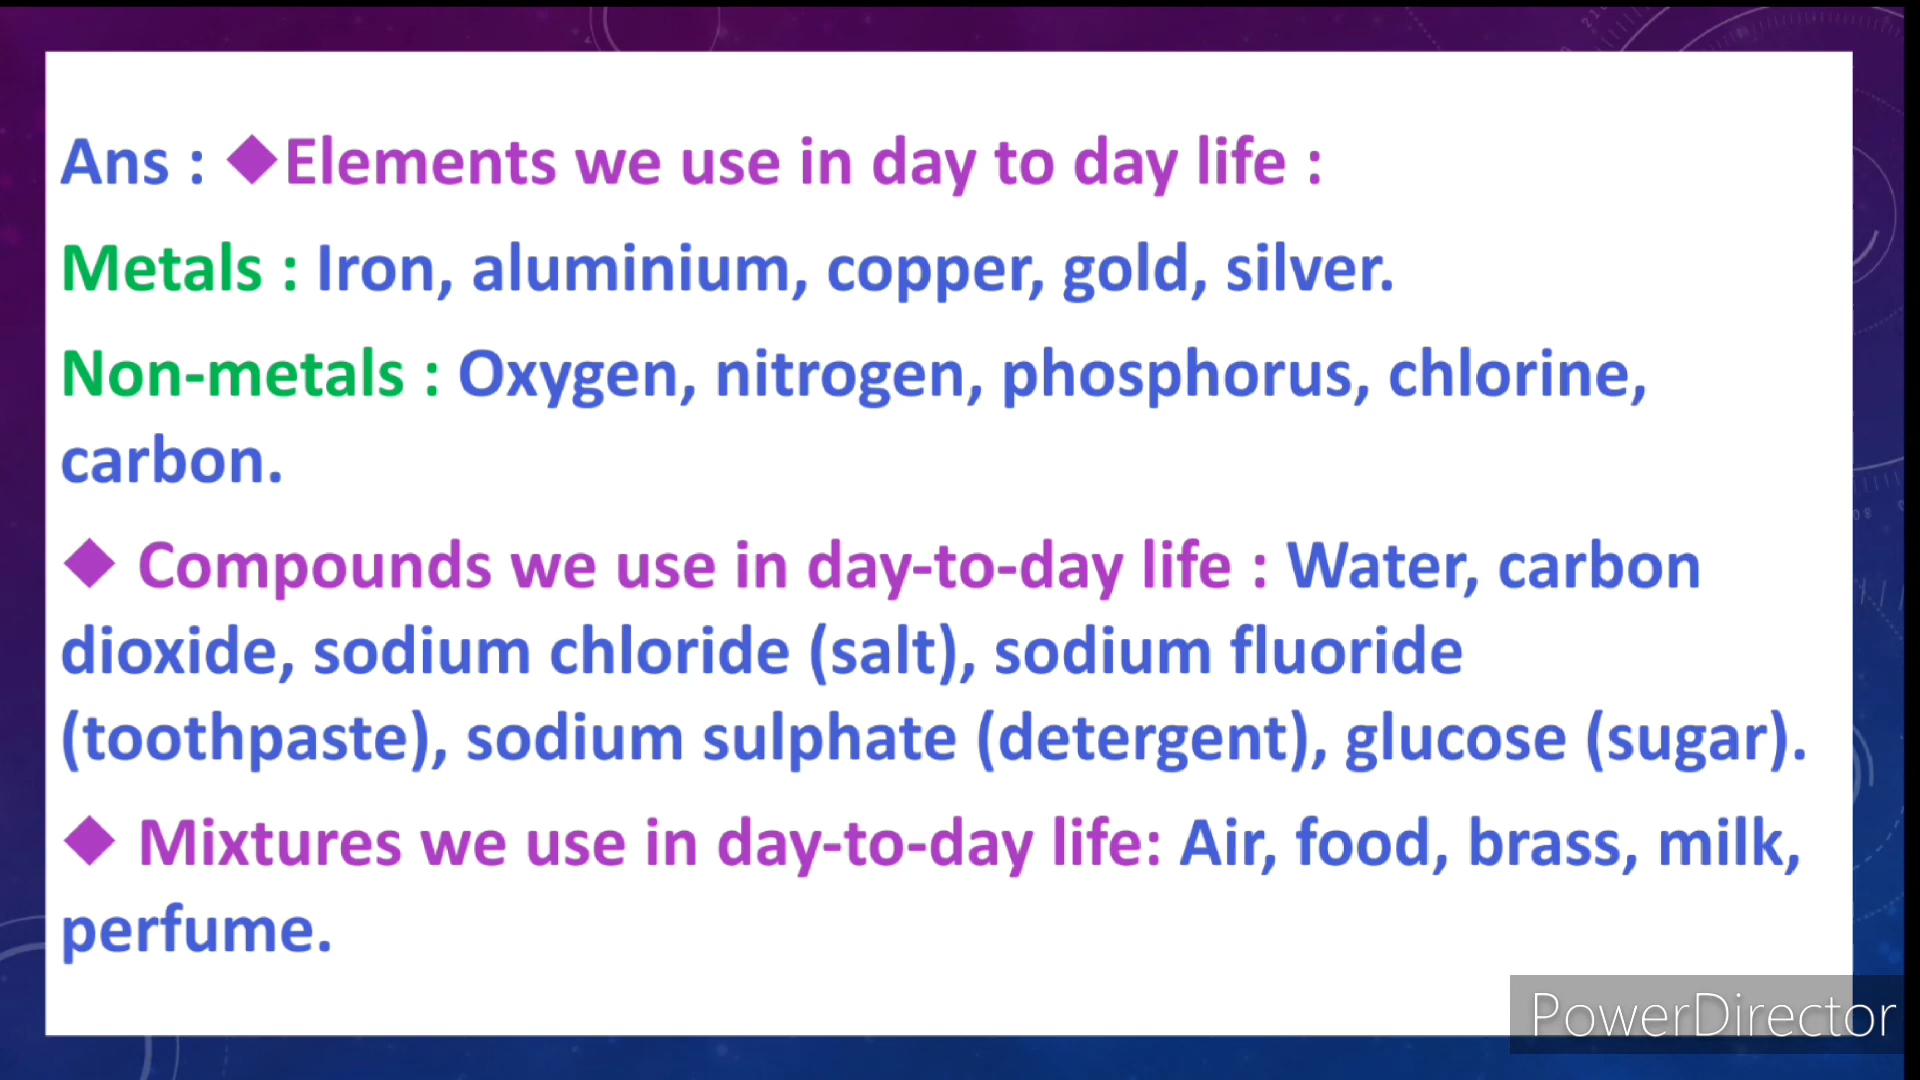 Ans : ◆Elements we use in day to day life :
Metals : Iron, aluminium, copper, gold, silver.
Non-metals : Oxygen, nitrogen, phosphorus, chlorine,
carbon.
◆ Compounds we use in day-to-day life : Water, carbon
dioxide, sodium chloride (salt), sodium fluoride
(toothpaste), sodium sulphate (detergent), glucose (sugar).
◆ Mixtures we use in day-to-day life: Air, food, brass, milk,
perfume.
PowerDirector